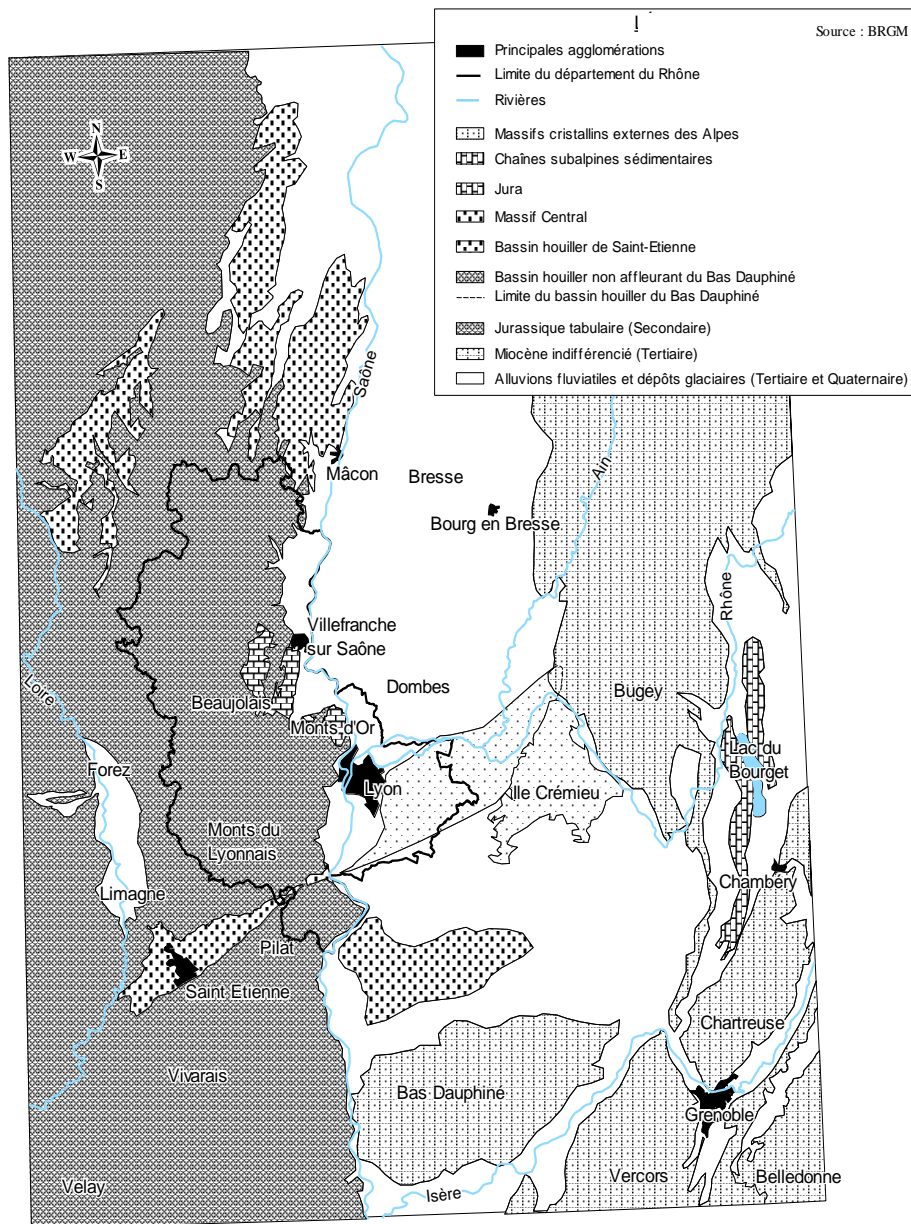 Source : BRGM
Principales agglomérations
Limite du département du Rhône
Rivières
Massifs cristallins externes des Alpes
Chaînes subalpines sédimentaires
Jura
Massif Central
Bassin houiller de Saint-Etienne
Bassin houiller non affleurant du Bas Dauphiné
Limite du bassin houiller du Bas Dauphiné
Jurassique tabulaire (Secondaire)
Miocène indifférencié (Tertiaire)
Alluvions fluviatiles et dépôts glaciaires (Tertiaire et Quaternaire)
N
W E
S
Saône
Mâcon
Bresse
Ain
Bourg en Bresse
Rhône
Villefranche
sur Saône
Loire
Beaujolais
Dombes
Bugey
Monts d'Or
Lac du
Bourget
Forez
Lyon
Ile Crémieu
Monts du
Lyonnais
Limagne
Chambéry
Pilat
Saint Etienne
Chartreuse
Vivarais
Bas Dauphiné
Grenoble
Velay
Isère
Vercors
Belledonne